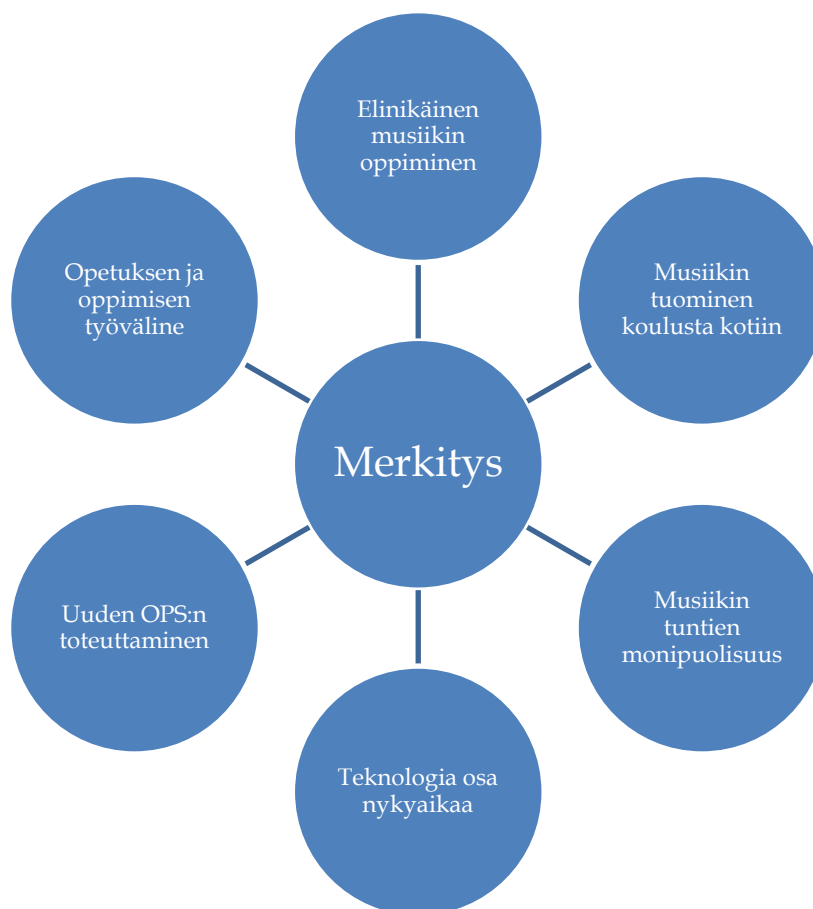 Elinikäinen
musiikin
oppiminen
Opetuksen ja
oppimisen
työväline
Musiikin
tuominen
koulusta kotiin
Merkitys
Uuden OPS:n
toteuttaminen
Musiikin
tuntien
monipuolisuus
Teknologia osa
nykyaikaa